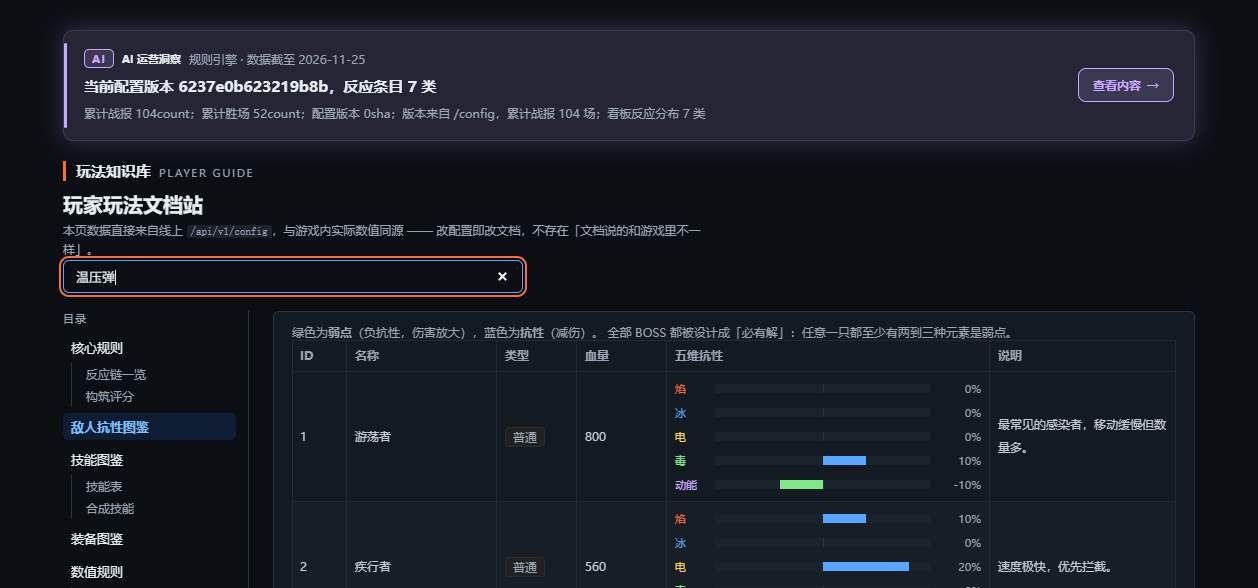 AI AI 运营洞察 规则引擎 · 数据截至 2026-11-25
当前配置版本 6237e0b623219b8b，反应条目 7 类
累计战报 104count；累计胜场 52count；配置版本 0sha；版本来自 /config，累计战报 104 场；看板反应分布 7 类
查看内容 →
玩法知识库 PLAYER GUIDE
玩家玩法文档站
本页数据直接来自线上 /api/v1/config，与游戏内实际数值同源 —— 改配置即改文档，不存在「文档说的和游戏里不一
样」。
温压弹 ×
目录
核心规则
反应链一览
构筑评分
敌人抗性图鉴
技能图鉴
技能表
合成技能
装备图鉴
数值规则
绿色为弱点（负抗性，伤害放大），蓝色为抗性（减伤）。 全部 BOSS 都被设计成「必有解」：任意一只都至少有两到三种元素是弱点。
ID 名称 类型 血量 五维抗性 说明
1 游荡者 普通 800
焰 0%
冰 0%
电 0%
毒 10%
动能 -10%
最常见的感染者，移动缓慢但数
量多。
2 疾行者 普通 560
焰 10%
冰 0%
电 20%
速度极快，优先拦截。